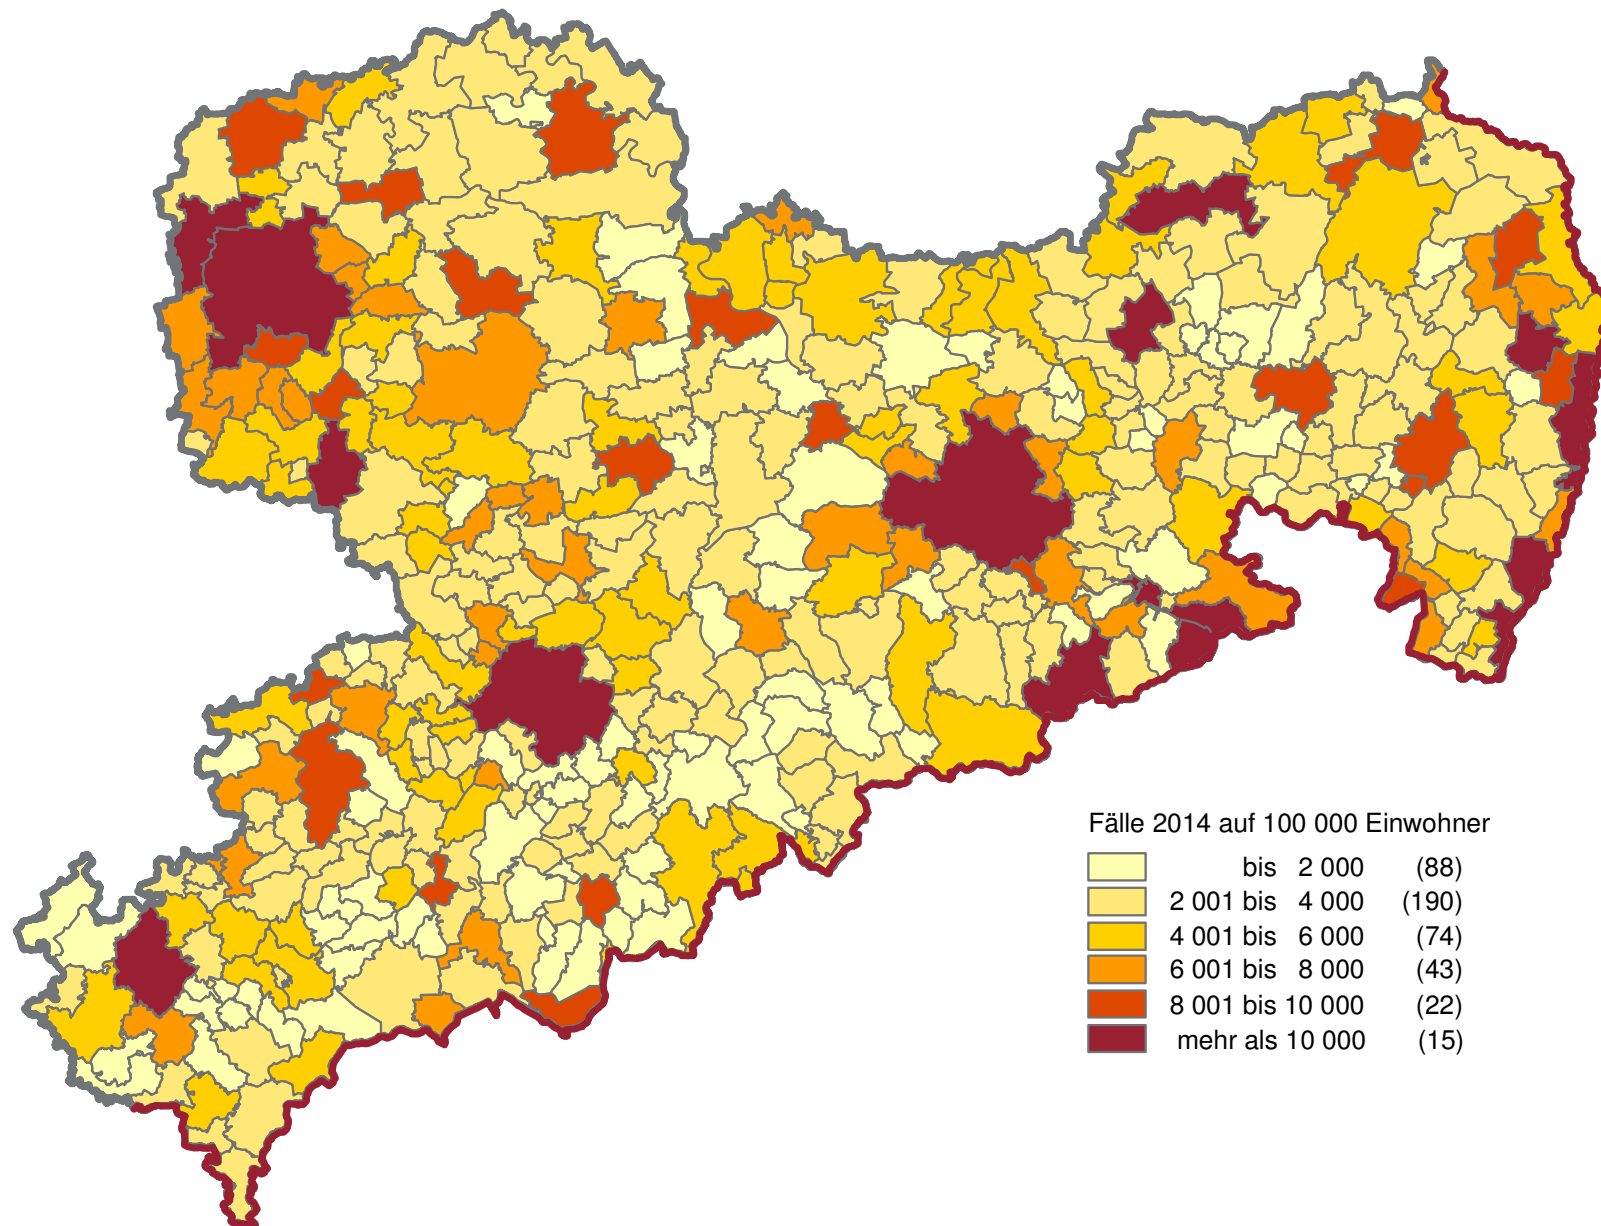 Fälle 2014 auf 100 000 Einwohner
bis 2 000 (88)
2 001 bis 4 000 (190)
4 001 bis 6 000 (74)
6 001 bis 8 000 (43)
8 001 bis 10 000 (22)
mehr als 10 000 (15)